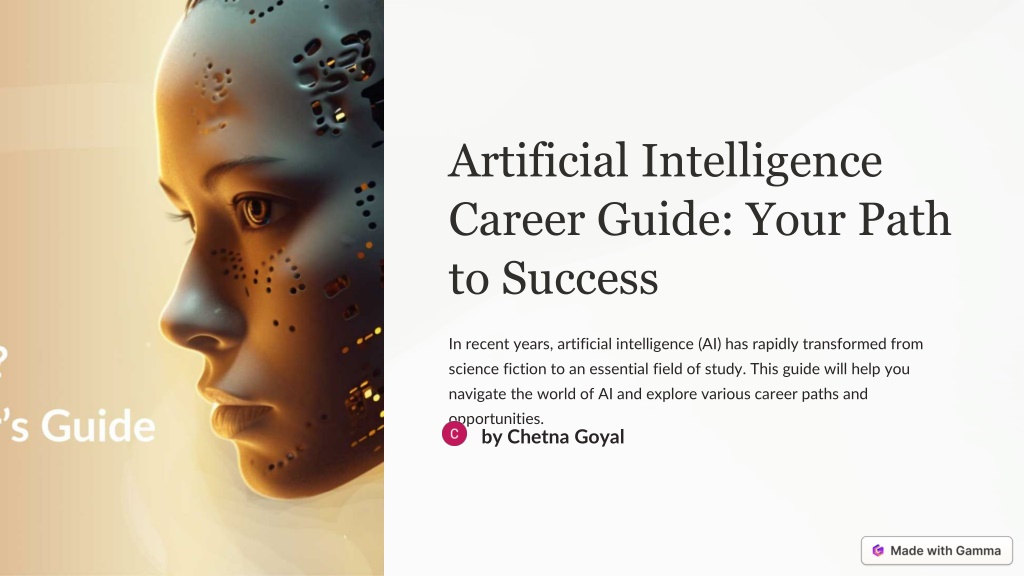 ?
's Guide
Artificial Intelligence
Career Guide: Your Path
to Success
In recent years, artificial intelligence (AI) has rapidly transformed from
science fiction to an essential field of study. This guide will help you
navigate the world of AI and explore various career paths and
opportunities.
C by Chetna Goyal
Made with Gamma